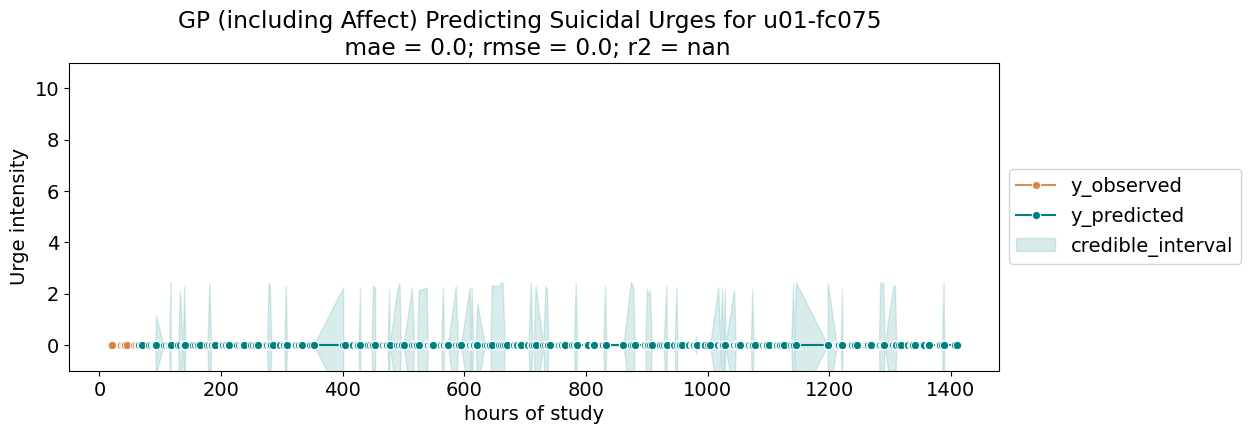 GP (including Affect) Predicting Suicidal Urges for u01-fc075
mae = 0.0; rmse = 0.0; r2 = nan
10
8
6
4
2
0
Urge intensity
0 200 400 600 800 1000 1200 1400
hours of study
y_observed
y_predicted
credible_interval